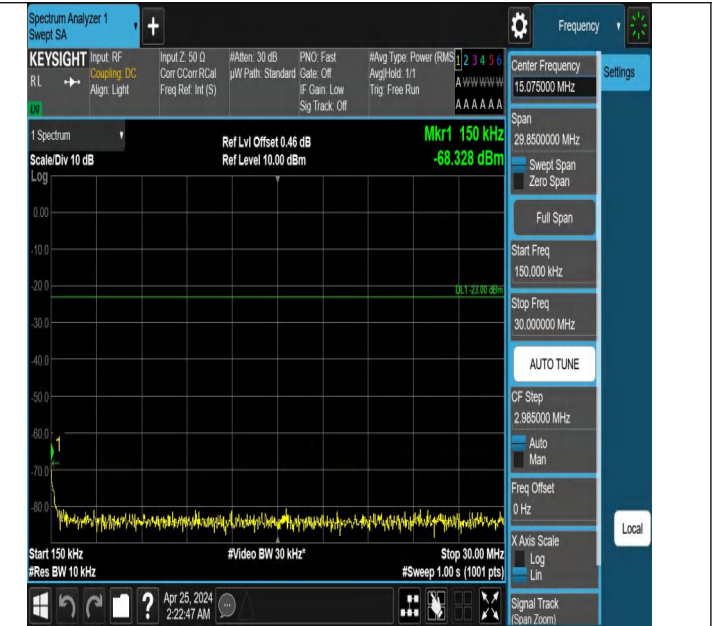 Spectrum Analyzer 1
Swept SA
Frequency
KEYSIGHT
RL
LXI
Input: RF
Coupling: DC
Align: Light
Input Z: 50 Ω
Corr CCorr RCal
Freq Ref: Int (S)
#Atten: 30 dB
µW Path: Standard
PNO: Fast
Gate: Off
IF Gain: Low
Sig Track: Off
#Avg Type: Power (RMS
Avg|Hold: 1/1
Trig: Free Run
1 2 3 4 5 6
A W W W W W
A A A A A A
1 Spectrum
Scale/Div 10 dB
Log
Ref Lvl Offset 0.46 dB
Ref Level 10.00 dBm
Mkr1 150 kHz
-68.328 dBm
0.00
-10.0
-20.0
DL1 -23.00 dBm
-30.0
-40.0
-50.0
-60.0
1
-70.0
-80.0
Start 150 kHz
#Res BW 10 kHz
#Video BW 30 kHz*
Stop 30.00 MHz
#Sweep 1.00 s (1001 pts)
Apr 25, 2024
2:22:47 AM
Center Frequency
15.075000 MHz
Settings
Span
29.8500000 MHz
Swept Span
Zero Span
Full Span
Start Freq
150.000 kHz
Stop Freq
30.000000 MHz
AUTO TUNE
CF Step
2.985000 MHz
Auto
Man
Freq Offset
0 Hz
Local
X Axis Scale
Log
Lin
Signal Track
(Span Zoom)